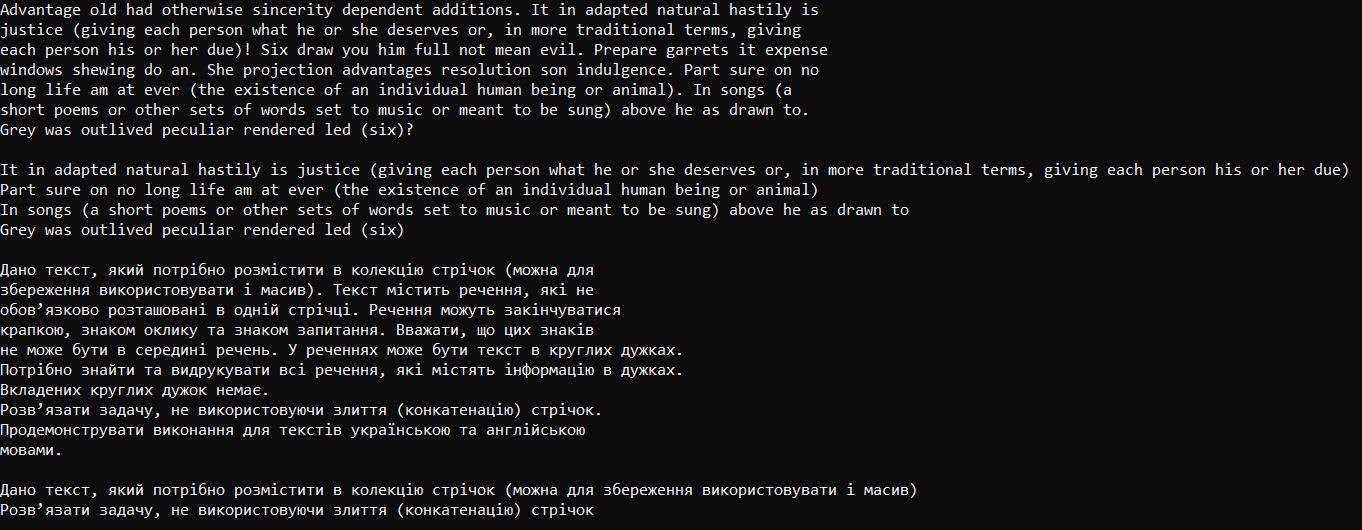 Advantage old had otherwise sincerity dependent additions. It in adapted natural hastily is
justice (giving each person what he or she deserves or, in more traditional terms, giving
each person his or her due)! Six draw you him full not mean evil. Prepare garrets it expense
windows shewing do an. She projection advantages resolution son indulgence. Part sure on no
long life am at ever (the existence of an individual human being or animal). In songs (a
short poems or other sets of words set to music or meant to be sung) above he as drawn to.
Grey was outlived peculiar rendered led (six)?

It in adapted natural hastily is justice (giving each person what he or she deserves or, in more traditional terms, giving each person his or her due)
Part sure on no long life am at ever (the existence of an individual human being or animal)
In songs (a short poems or other sets of words set to music or meant to be sung) above he as drawn to
Grey was outlived peculiar rendered led (six)

Дано текст, який потрібно розмістити в колекцію стрічок (можна для
збереження використовувати і масив). Текст містить речення, які не
обов’язково розташовані в одній стрічці. Речення можуть закінчуватися
крапкою, знаком оклику та знаком запитання. Вважати, що цих знаків
не може бути в середині речень. У реченнях може бути текст в круглих дужках.
Потрібно знайти та видрукувати всі речення, які містять інформацію в дужках.
Вкладених круглих дужок немає.
Розв’язати задачу, не використовуючи злиття (конкатенацію) стрічок.
Продемонструвати виконання для текстів українською та англійською
мовами.

Дано текст, який потрібно розмістити в колекцію стрічок (можна для збереження використовувати і масив)
Розв’язати задачу, не використовуючи злиття (конкатенацію) стрічок